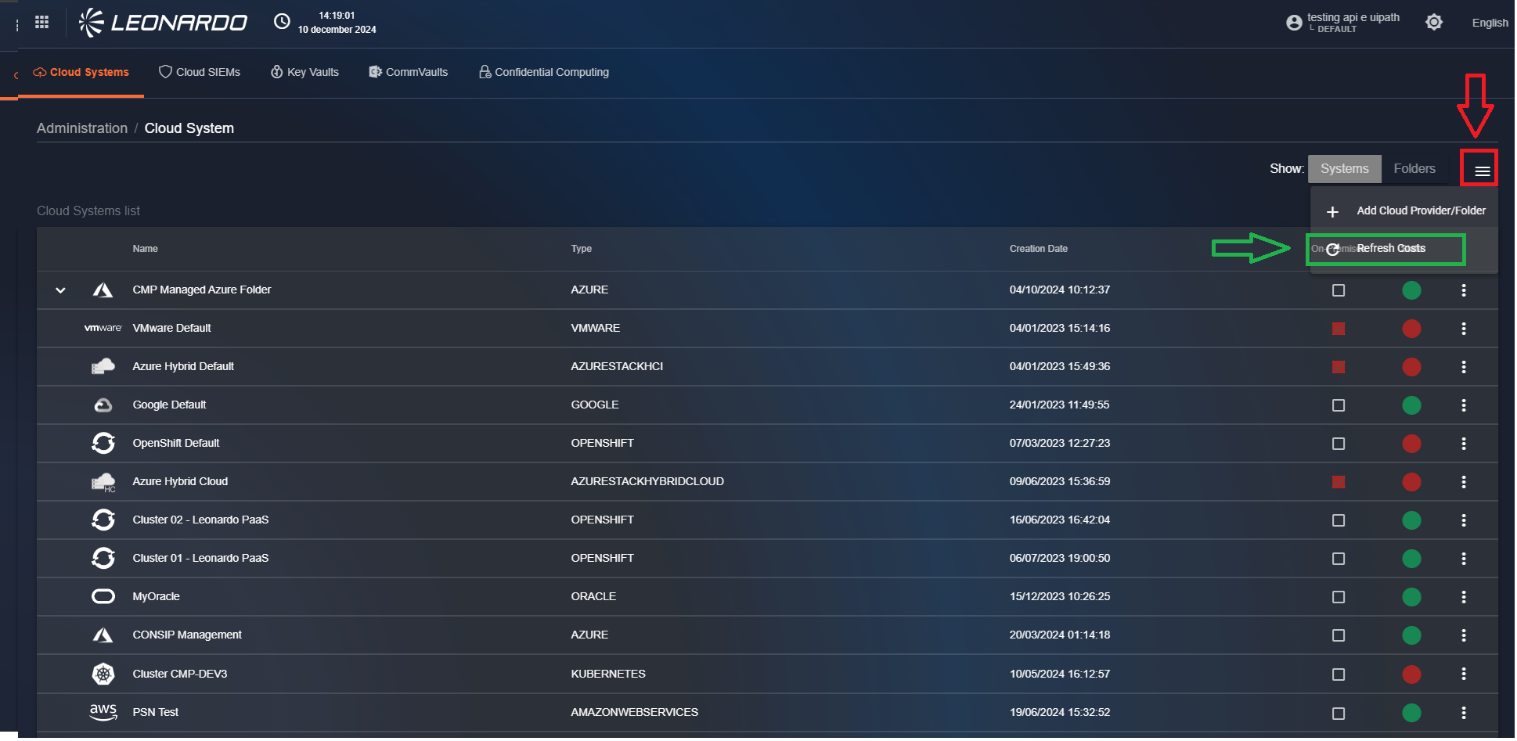 LEONARDO
14:19:01
10 december 2024
testing api e uipath
└ DEFAULT
English
Cloud Systems
Cloud SIEMs
Key Vaults
CommVaults
Confidential Computing
Administration / Cloud System
Show: Systems Folders
Add Cloud Provider/Folder
Refresh Costs
Cloud Systems list
Name Type Creation Date
CMP Managed Azure Folder AZURE 04/10/2024 10:12:37
vmware VMware Default VMWARE 04/01/2023 15:14:16
Azure Hybrid Default AZURESTACKHCI 04/01/2023 15:49:36
Google Default GOOGLE 24/01/2023 11:49:55
OpenShift Default OPENSHIFT 07/03/2023 12:27:23
HC Azure Hybrid Cloud AZURESTACKHYBRIDCLOUD 09/06/2023 15:36:59
Cluster 02 - Leonardo PaaS OPENSHIFT 16/06/2023 16:42:04
Cluster 01 - Leonardo PaaS OPENSHIFT 06/07/2023 19:00:50
MyOracle ORACLE 15/12/2023 10:26:25
CONSIP Management AZURE 20/03/2024 01:14:18
Cluster CMP-DEV3 KUBERNETES 10/05/2024 16:12:57
aws PSN Test AMAZONWEBSERVICES 19/06/2024 15:32:52